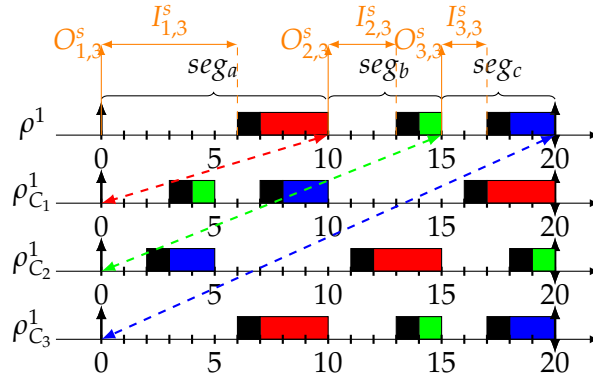 I^s_{1,3} I^s_{2,3} I^s_{3,3}
O^s_{1,3} O^s_{2,3} O^s_{3,3}
seg_a seg_b seg_c
ρ^1
0 5 10 15 20
ρ^1_{C_1}
0 5 10 15 20
ρ^1_{C_2}
0 5 10 15 20
ρ^1_{C_3}
0 5 10 15 20